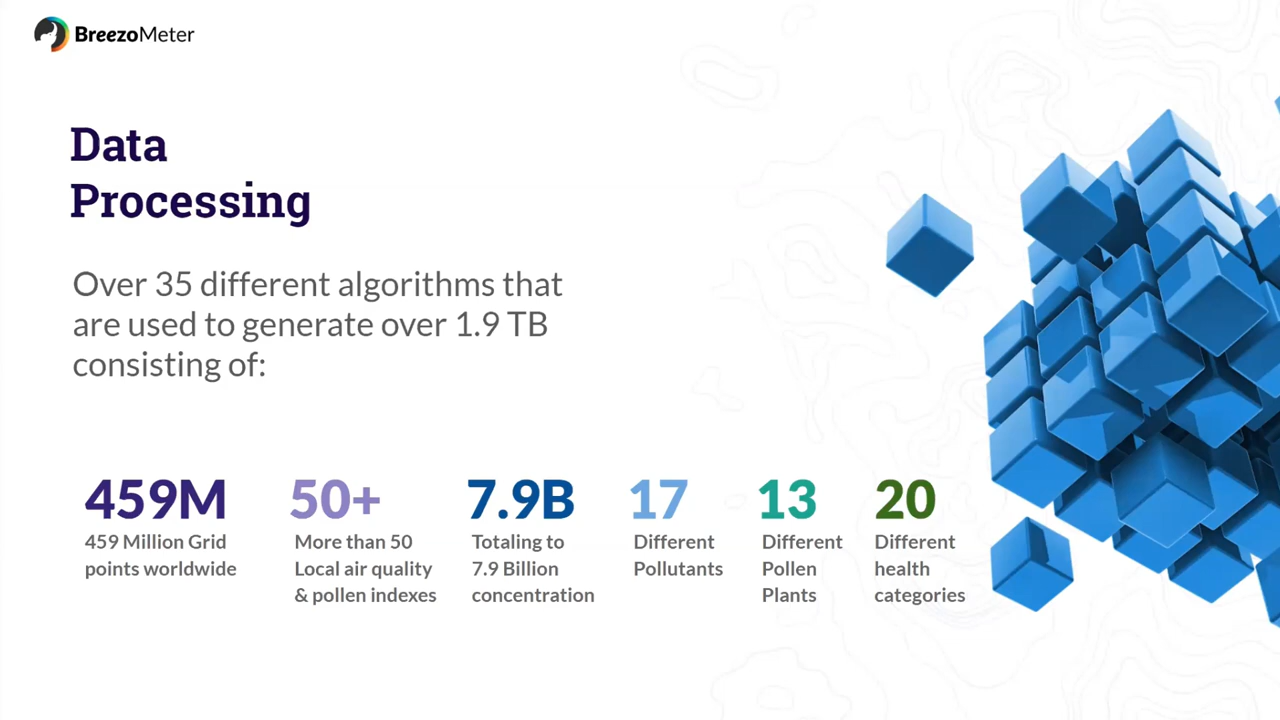 BreezoMeter
Data
Processing
Over 35 different algorithms that
are used to generate over 1.9 TB
consisting of:
459M
459 Million Grid
points worldwide
50+
More than 50
Local air quality
& pollen indexes
7.9B
Totaling to
7.9 Billion
concentration
17
Different
Pollutants
13
Different
Pollen
Plants
20
Different
health
categories